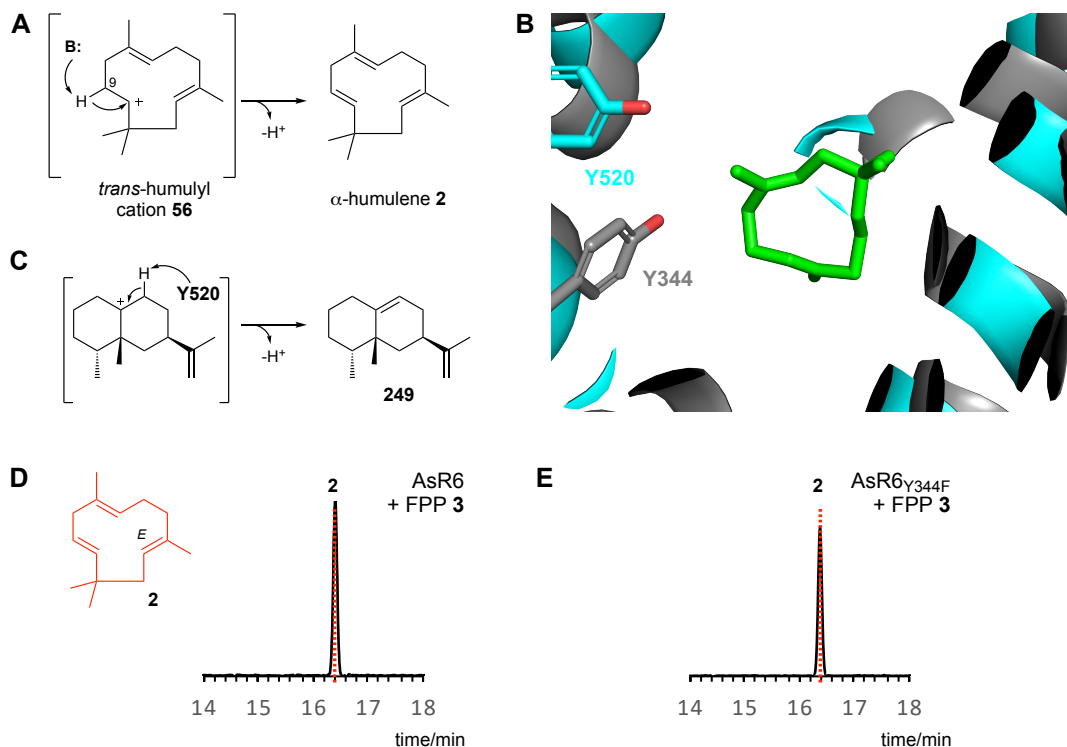 A
B:
9
H
+
-H⁺
trans-humulyl
cation 56
α-humulene 2
B
Y520
Y344
C
H
Y520
+
-H⁺
249
D
E
2
2
AsR6
+ FPP 3
14 15 16 17 18
time/min
E
2
AsR6Y344F
+ FPP 3
14 15 16 17 18
time/min